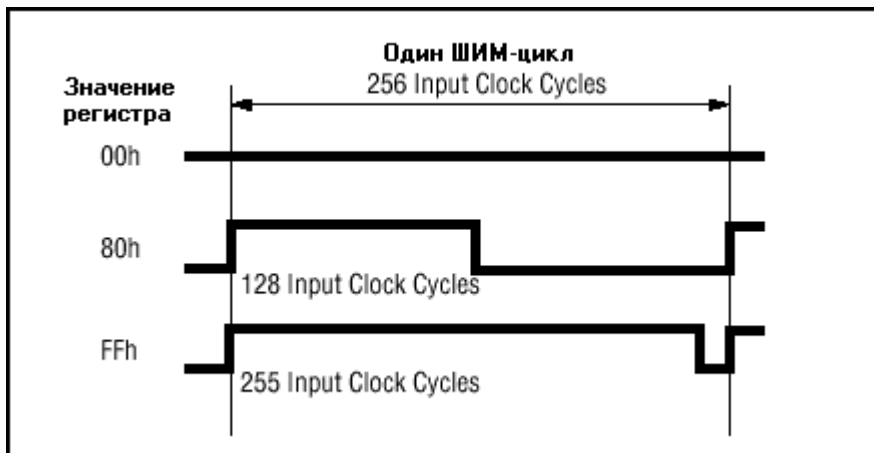 Один ШИМ-цикл
256 Input Clock Cycles
Значение
регистра
00h
80h
128 Input Clock Cycles
FFh
255 Input Clock Cycles